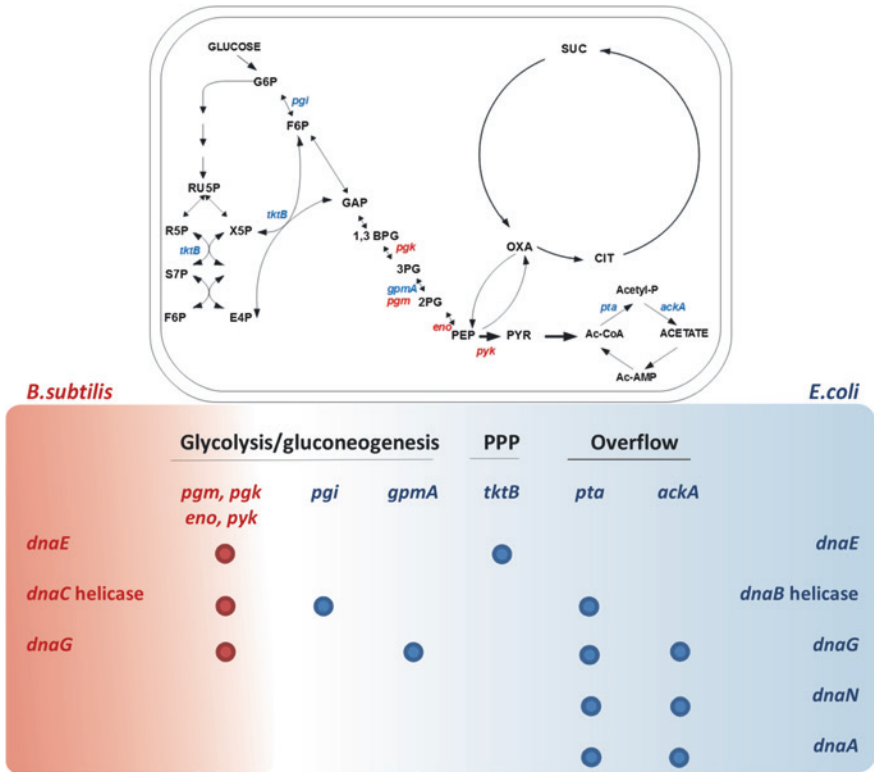 GLUCOSE
G6P
pgi
F6P
SUC
RU5P
GAP
tktB
R5P
X5P
1,3 BPG
pgk
tktB
3PG
OXA
CIT
S7P
gpmA
pgm
2PG
Acetyl-P
pta
ackA
F6P
E4P
eno
PEP
PYR
pyk
Ac-CoA
ACETATE
Ac-AMP
B.subtilis
E.coli
Glycolysis/gluconeogenesis PPP Overflow
pgm, pgk pgi gpmA tktB pta ackA
eno, pyk
dnaE dnaE
dnaC helicase dnaB helicase
dnaG dnaG
dnaN
dnaA